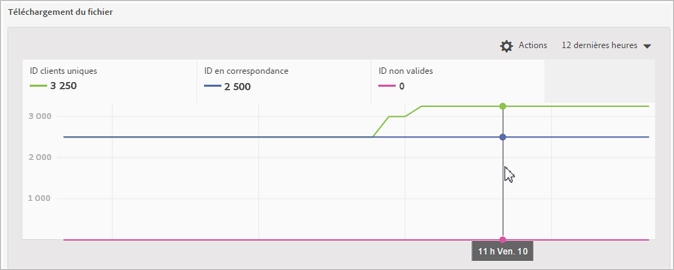 Téléchargement du fichier
Actions 12 dernières heures
ID clients uniques ID en correspondance ID non valides
3 250 2 500 0
3 000
2 000
1 000
11 h Ven. 10